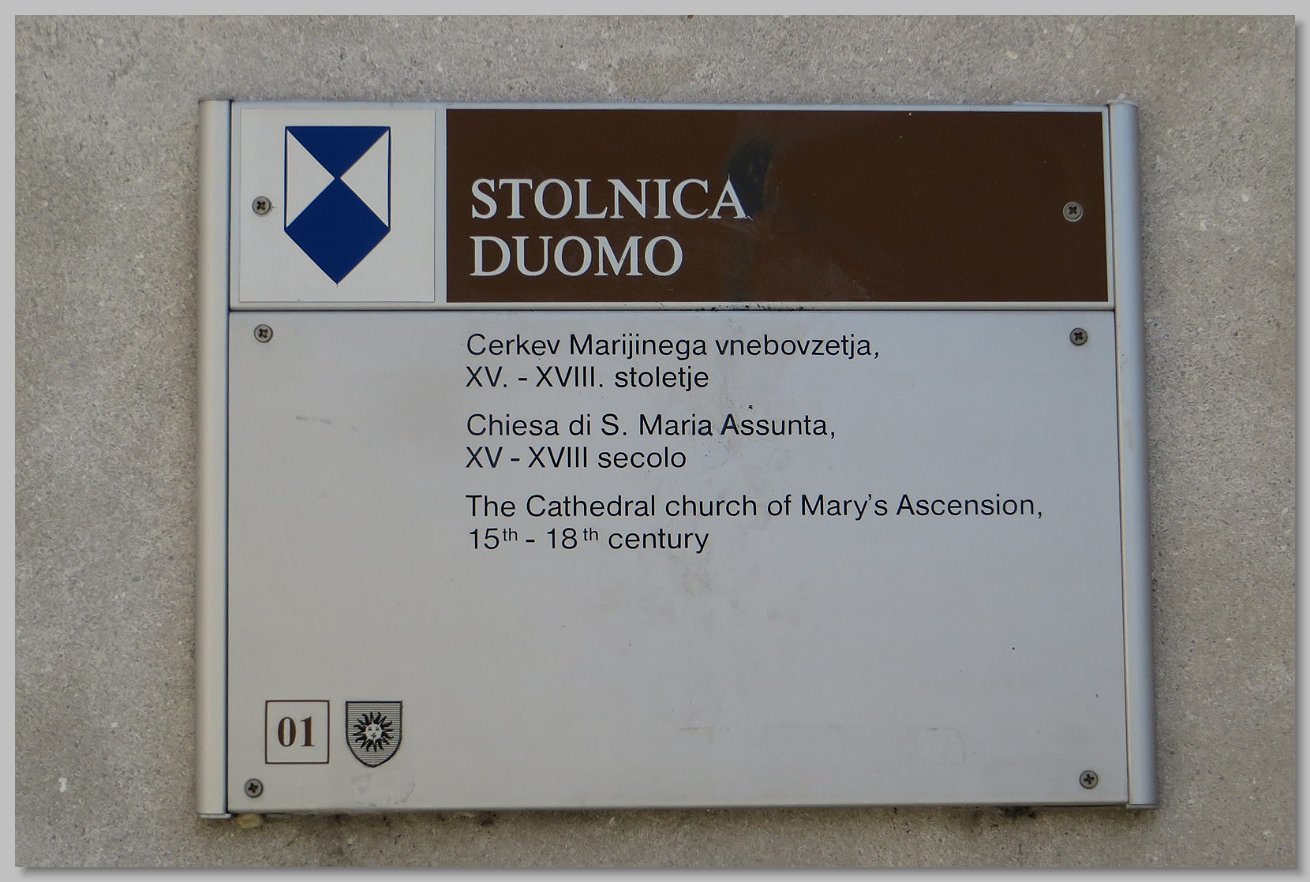 STOLNICA
DUOMO
Cerkev Marijinega vnebovzetja,
XV. - XVIII. stoletje
Chiesa di S. Maria Assunta,
XV - XVIII secolo
The Cathedral church of Mary's Ascension,
15th - 18th century
01